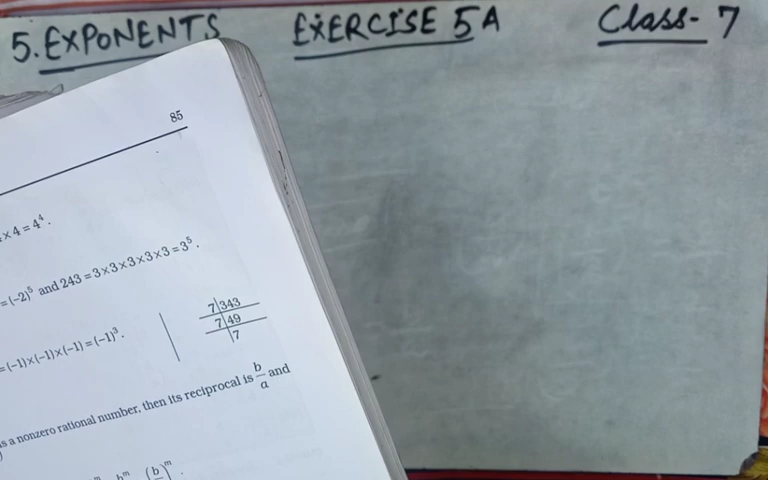 5. EXPONENTS EXERCISE 5A Class- 7
85
× 4 = 4⁴.
= (-2)⁵ and 243 = 3×3×3×3×3 = 3⁵.
= (-1)×(-1)×(-1) = (-1)³.
7|343
7|49
|7
is a nonzero rational number, then its reciprocal is b/a and